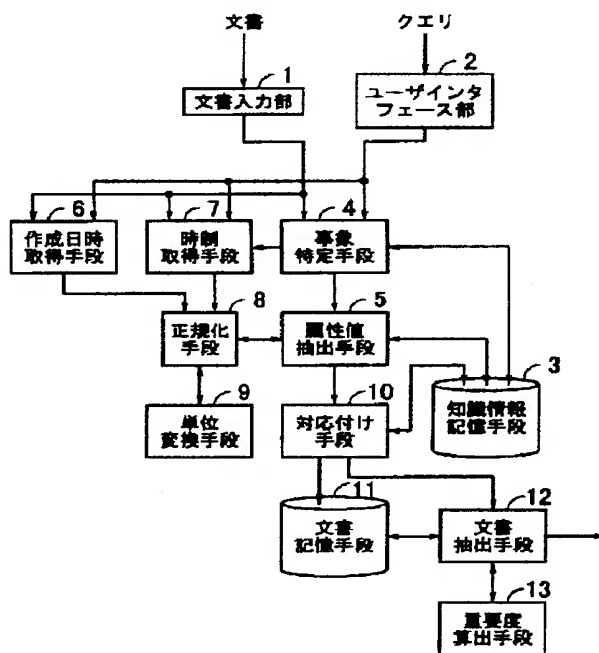 文書
クエリ
1
文書入力部
2
ユーザインタ
フェース部
6
作成日時
取得手段
7
時制
取得手段
4
事象
特定手段
8
正規化
手段
5
属性値
抽出手段
3
知識情報
記憶手段
9
単位
変換手段
10
対応付け
手段
11
文書
記憶手段
12
文書
抽出手段
13
重要度
算出手段